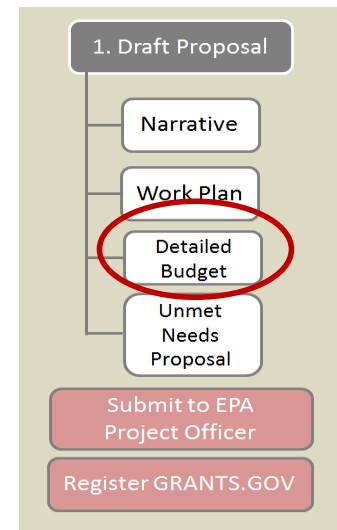 1. Draft Proposal
Narrative
Work Plan
Detailed
Budget
Unmet
Needs
Proposal
Submit to EPA
Project Officer
Register GRANTS.GOV